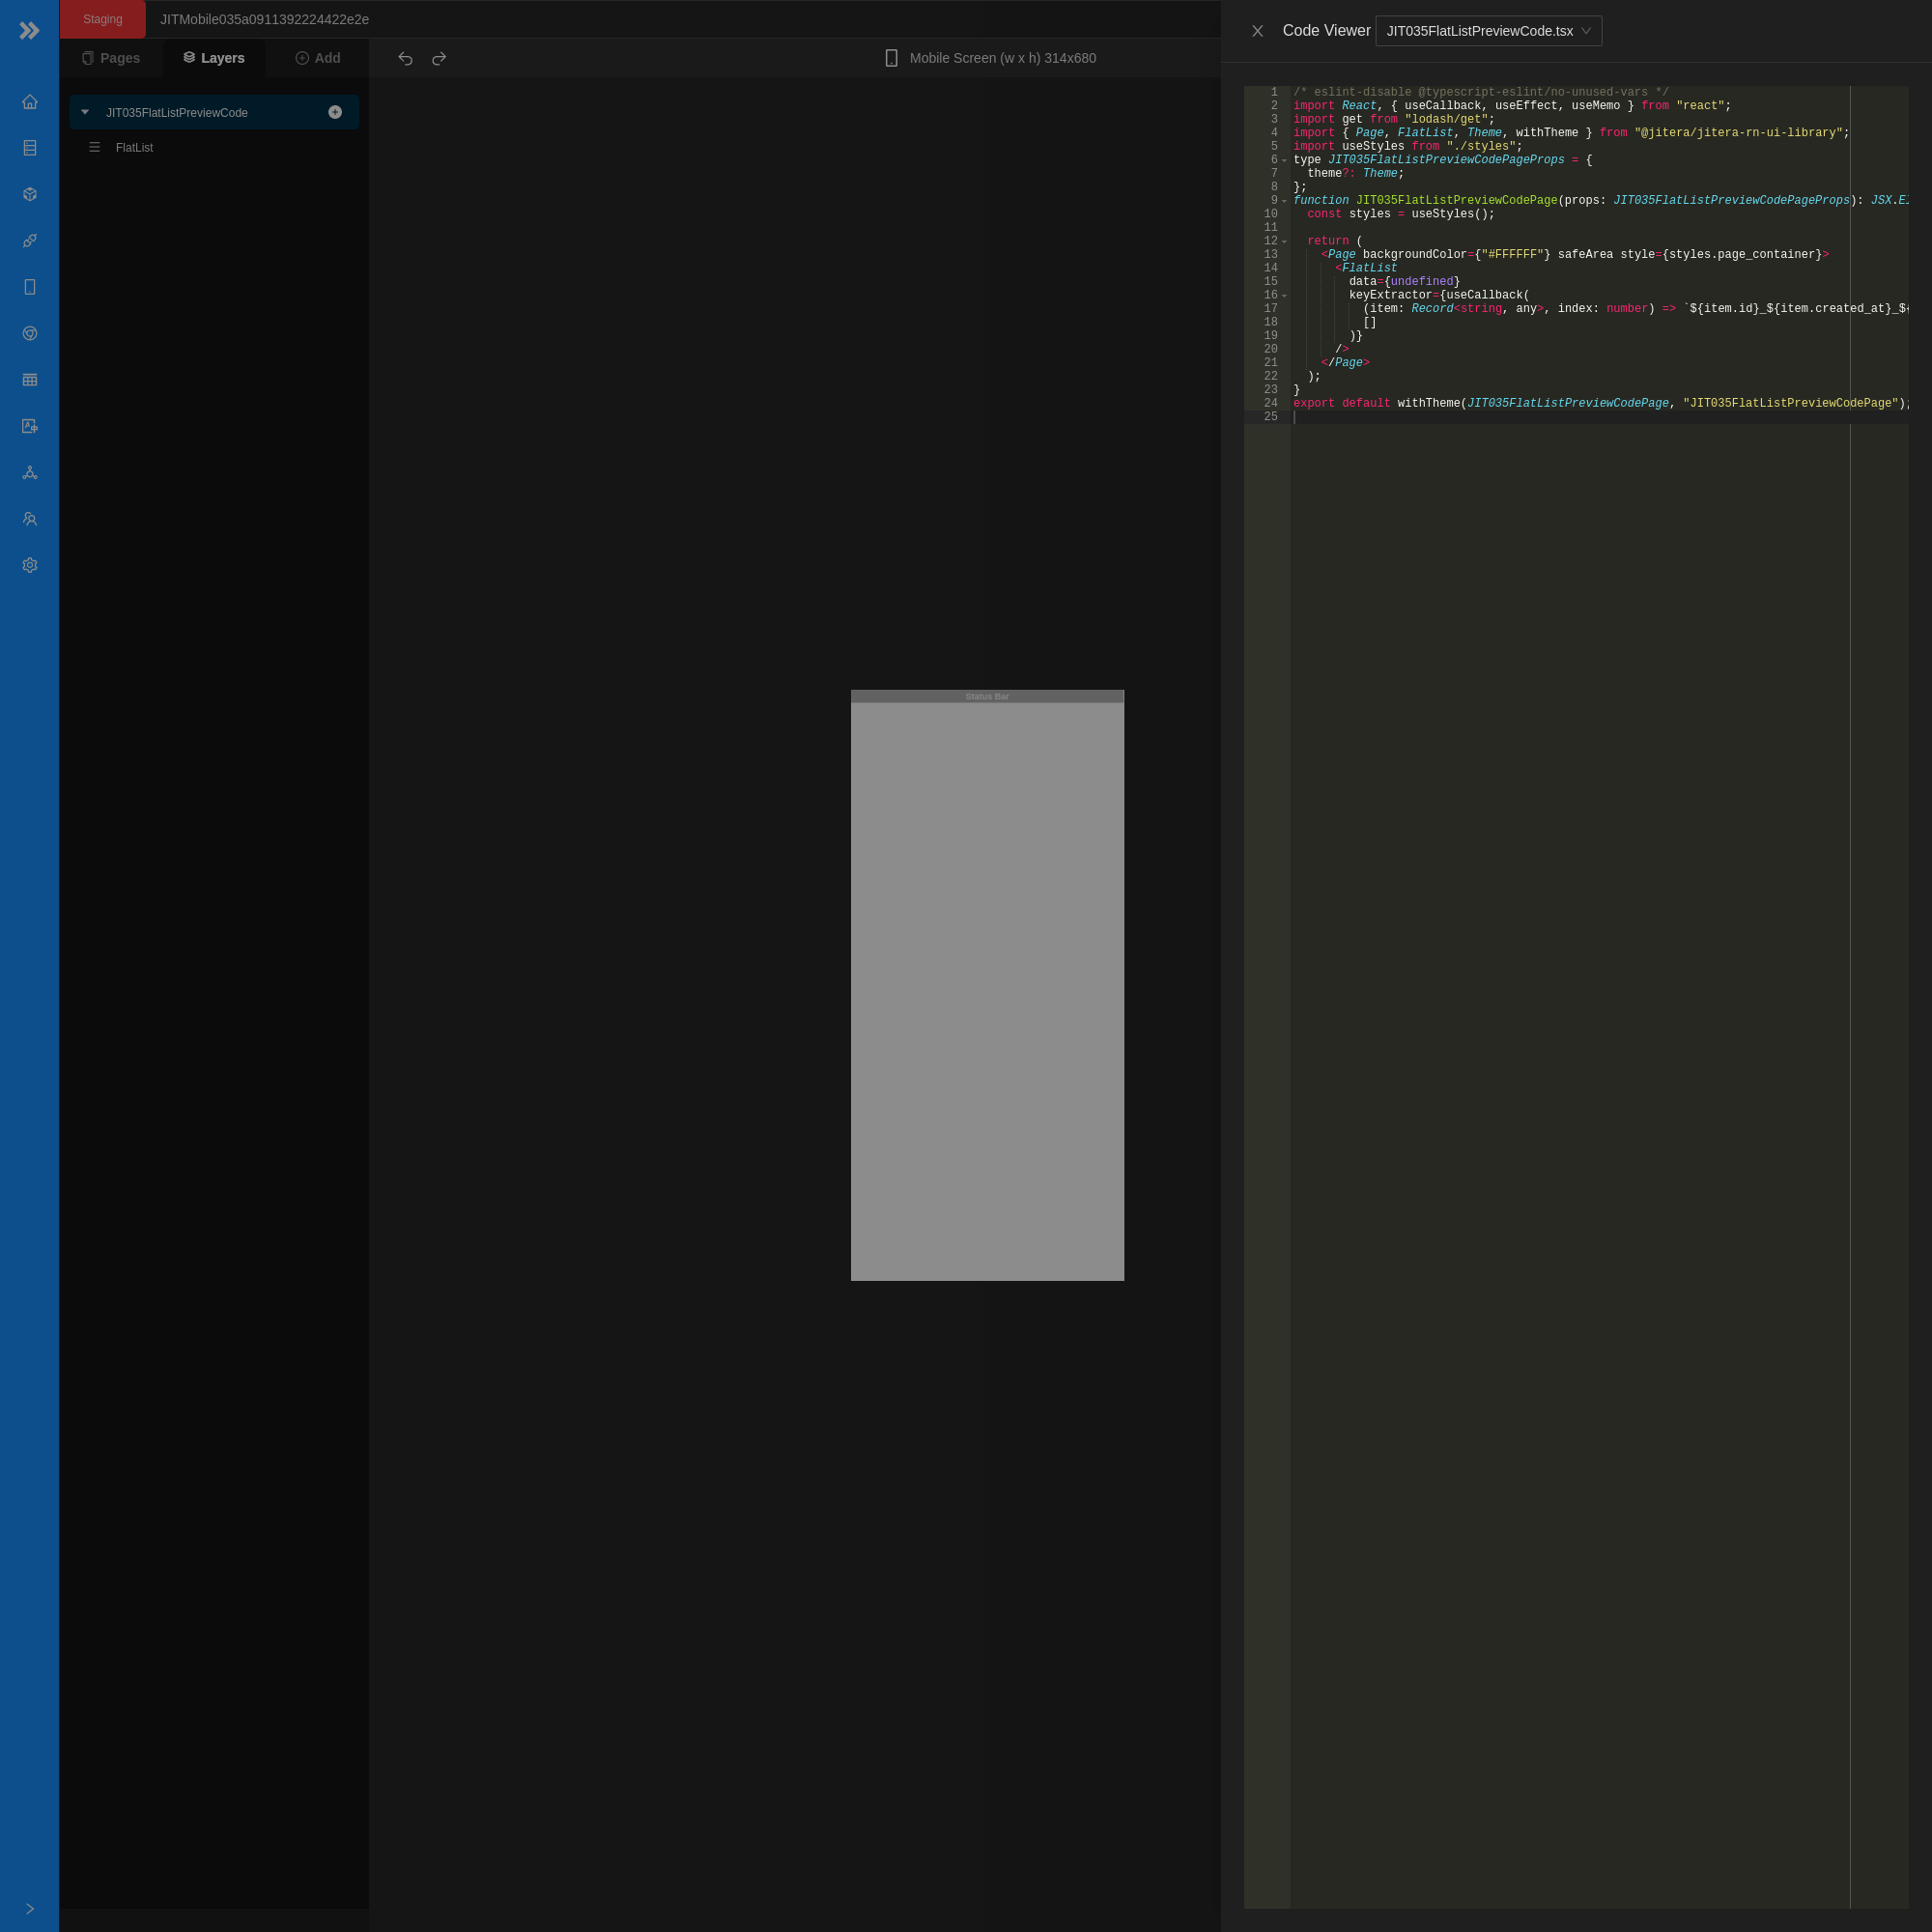 Staging
JITMobile035a0911392224422e2e
Pages
Layers
Add
Mobile Screen (w x h) 314x680
JIT035FlatListPreviewCode
FlatList
Status Bar
Code Viewer
JIT035FlatListPreviewCode.tsx
1 /* eslint-disable @typescript-eslint/no-unused-vars */
2 import React, { useCallback, useEffect, useMemo } from "react";
3 import get from "lodash/get";
4 import { Page, FlatList, Theme, withTheme } from "@jitera/jitera-rn-ui-library";
5 import useStyles from "./styles";
6 type JIT035FlatListPreviewCodePageProps = {
7 theme?: Theme;
8 };
9 function JIT035FlatListPreviewCodePage(props: JIT035FlatListPreviewCodePageProps): JSX.El
10 const styles = useStyles();
11
12 return (
13 <Page backgroundColor={"#FFFFFF"} safeArea style={styles.page_container}>
14 <FlatList
15 data={undefined}
16 keyExtractor={useCallback(
17 (item: Record<string, any>, index: number) => `${item.id}_${item.created_at}_${
18 []
19 )}
20 />
21 </Page>
22 );
23 }
24 export default withTheme(JIT035FlatListPreviewCodePage, "JIT035FlatListPreviewCodePage");
25